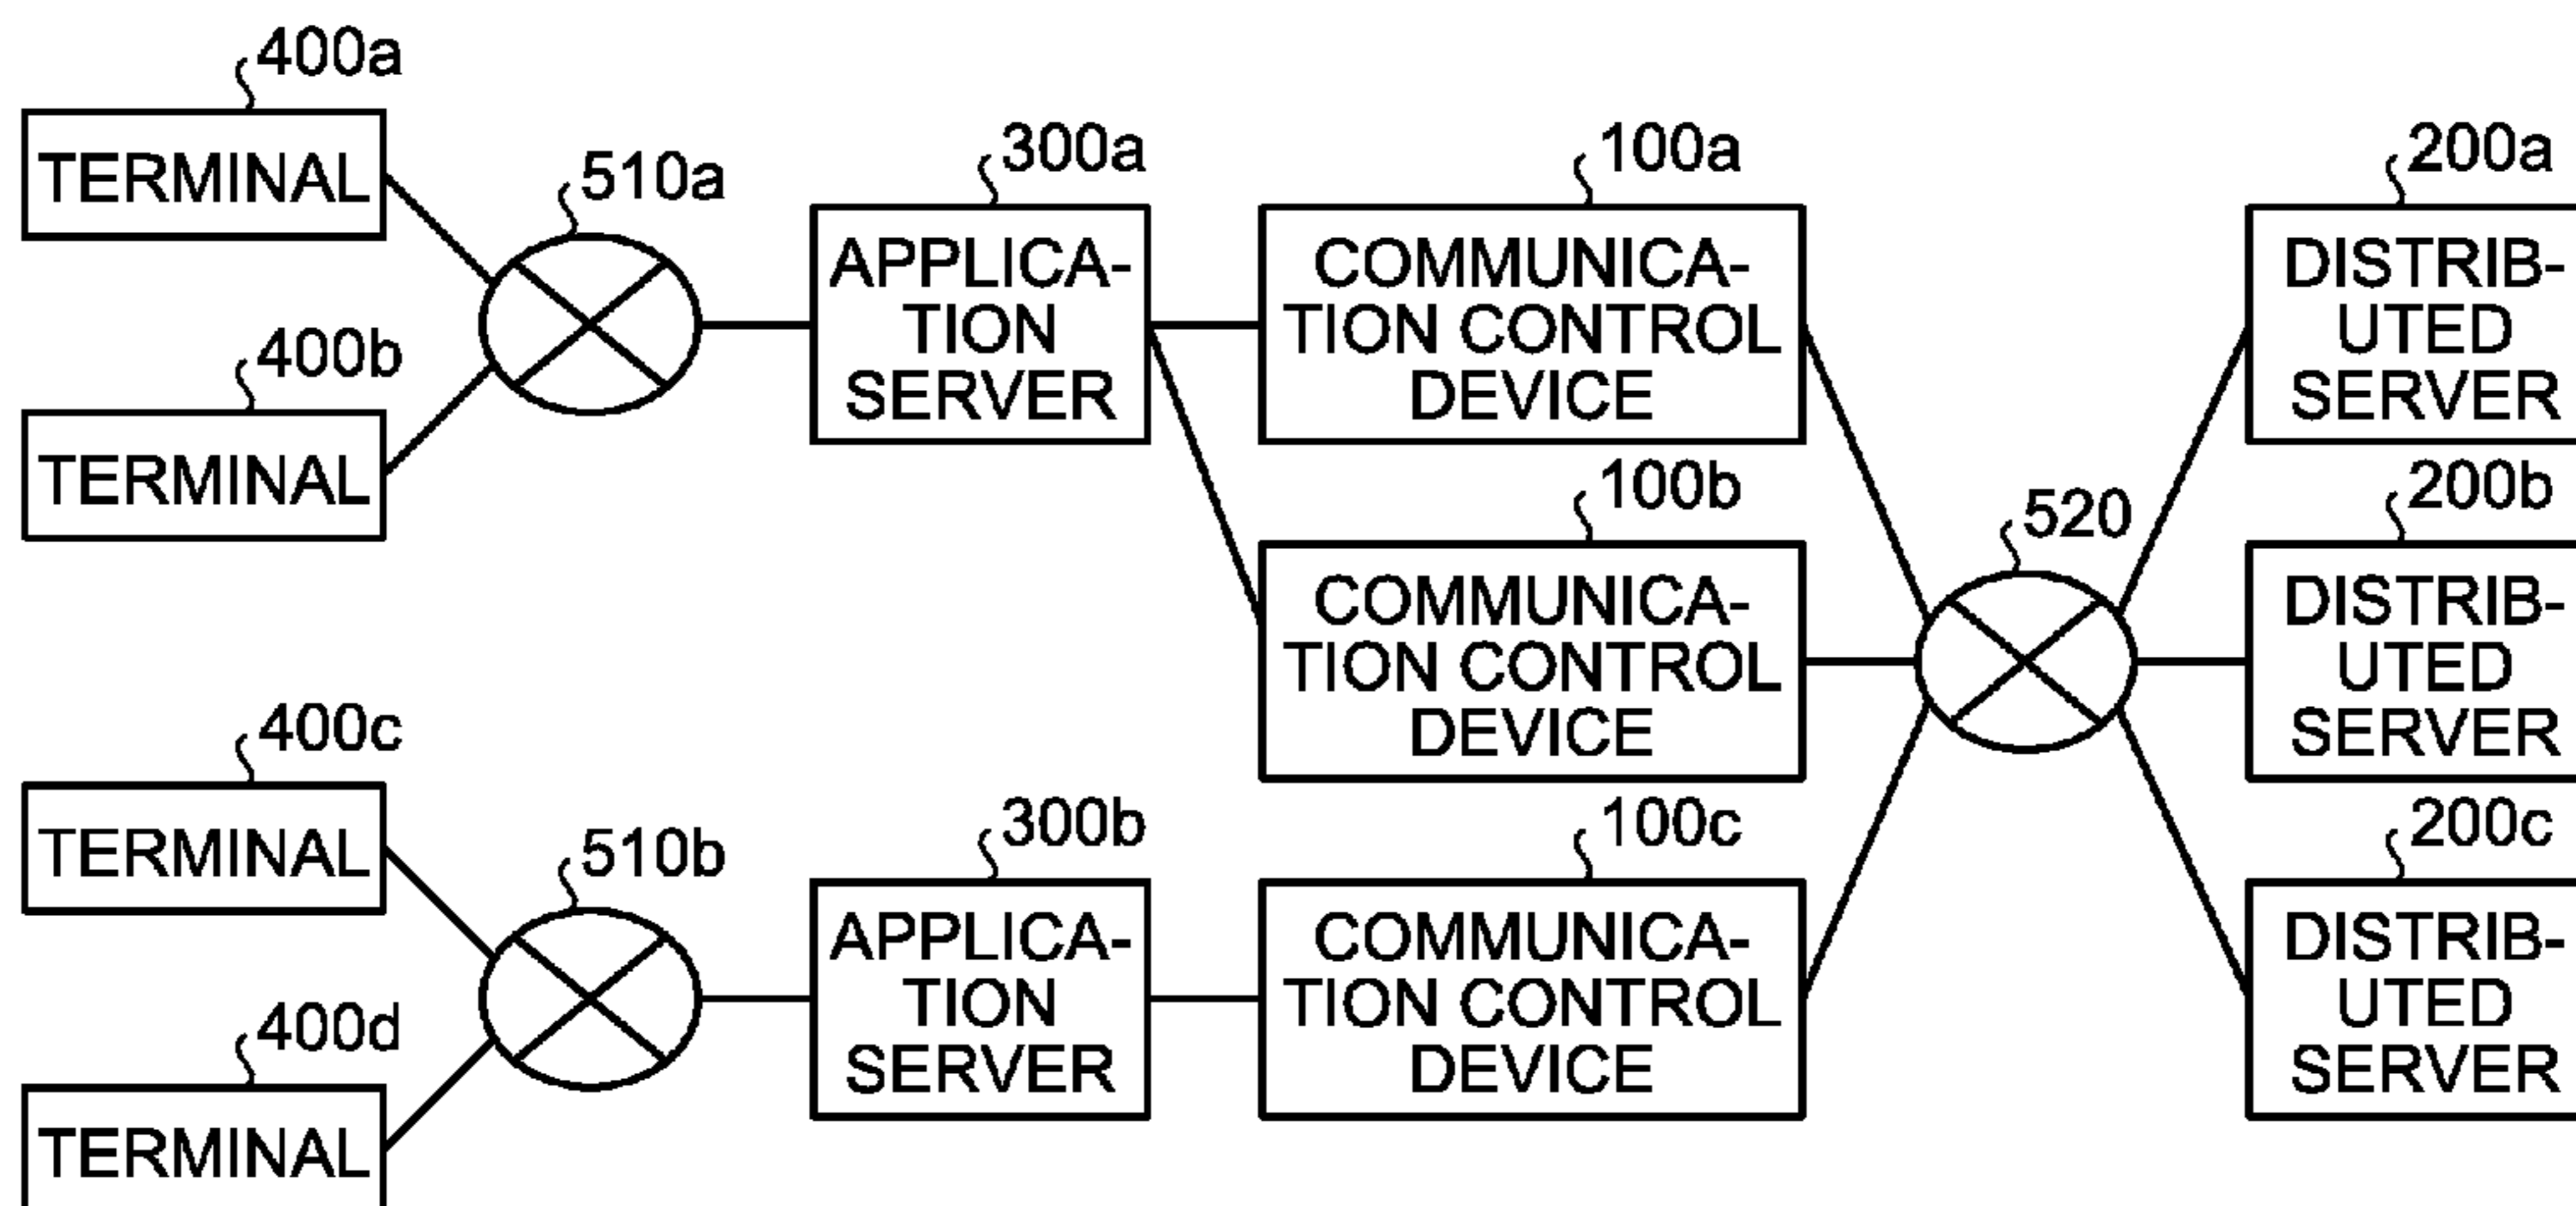 400a
TERMINAL
510a
400b
TERMINAL
300a
APPLICA-
TION
SERVER
100a
COMMUNICA-
TION CONTROL
DEVICE
200a
DISTRIB-
UTED
SERVER
100b
COMMUNICA-
TION CONTROL
DEVICE
520
200b
DISTRIB-
UTED
SERVER
400c
TERMINAL
510b
400d
TERMINAL
300b
APPLICA-
TION
SERVER
100c
COMMUNICA-
TION CONTROL
DEVICE
200c
DISTRIB-
UTED
SERVER